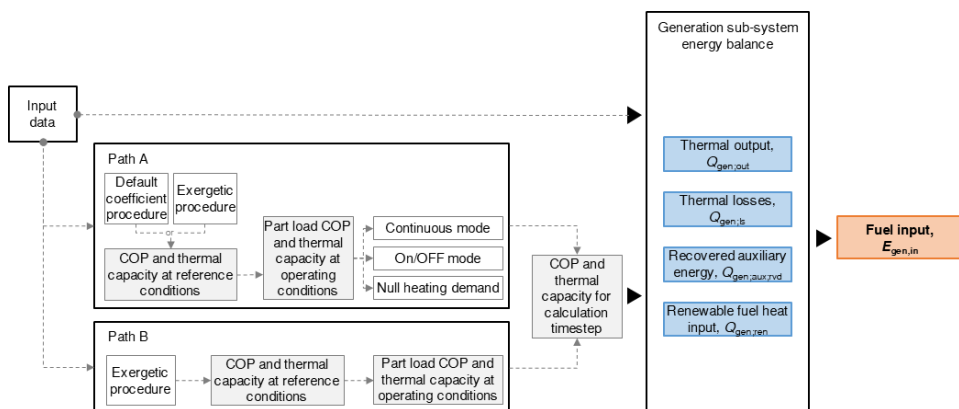 Generation sub-system
energy balance
Input
data
Path A
Default
coefficient
procedure
Exergetic
procedure
or
COP and thermal
capacity at reference
conditions
Part load COP
and thermal
capacity at
operating
conditions
Continuous mode
On/OFF mode
Null heating demand
COP and
thermal
capacity for
calculation
timestep
Path B
Exergetic
procedure
COP and thermal
capacity at reference
conditions
Part load COP and
thermal capacity at
operating conditions
Thermal output,
Qgen;out
Thermal losses,
Qgen;ls
Recovered auxiliary
energy, Qgen;aux;rvd
Renewable fuel heat
input, Qgen;ren
Fuel input,
Egen,in